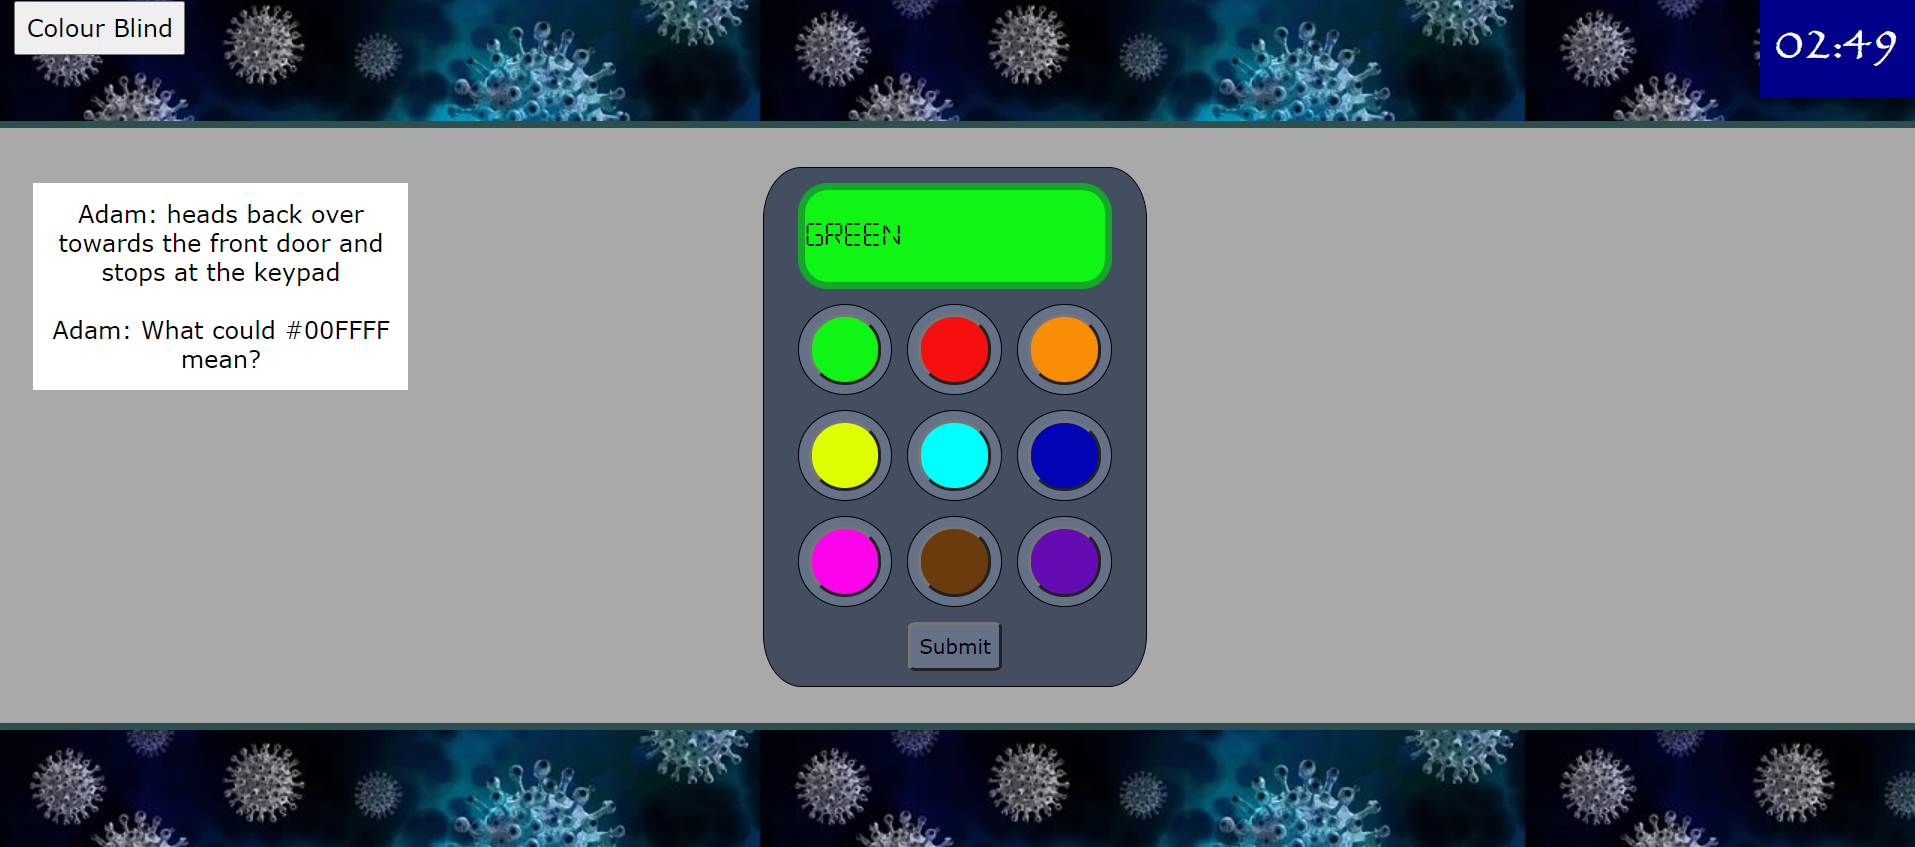 Colour Blind
02:49
Adam: heads back over
towards the front door and
stops at the keypad
Adam: What could #00FFFF
mean?
GREEN
Submit